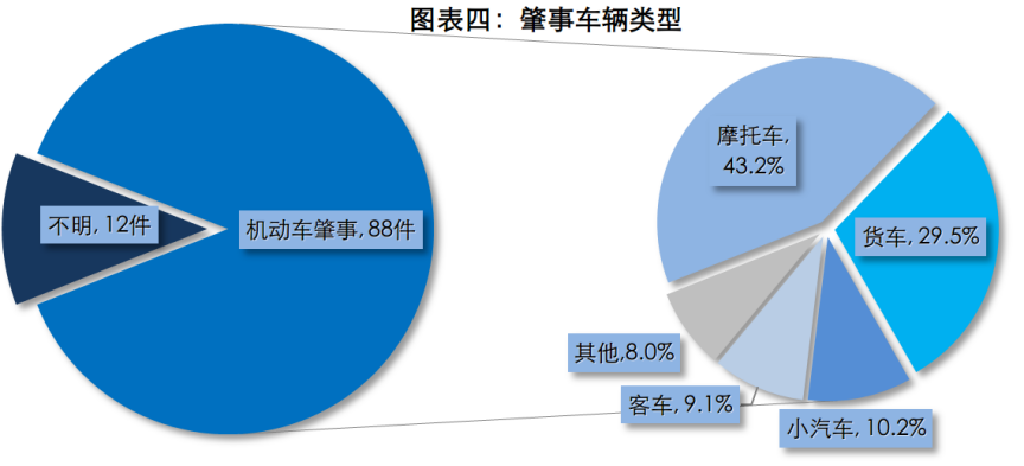 图表四：肇事车辆类型
不明, 12件
机动车肇事, 88件
摩托车,
43.2%
货车, 29.5%
其他,8.0%
客车, 9.1%
小汽车, 10.2%